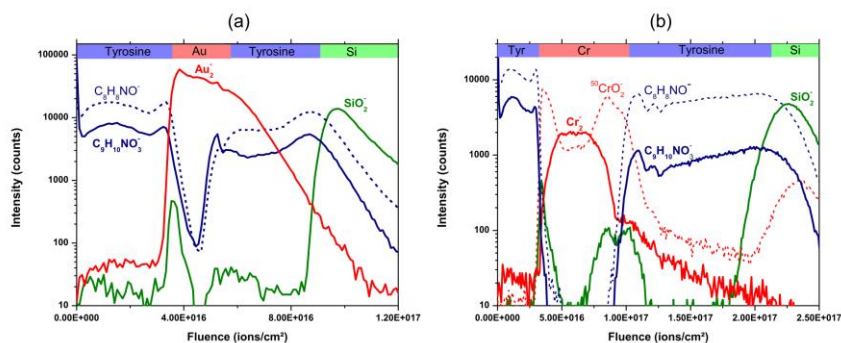 (a)
Tyrosine Au Tyrosine Si
100000
10000
1000
100
10
Intensity (counts)
C₈H₈NO⁻
C₉H₁₀NO₃⁻
Au₂⁻
SiO₂⁻
0.00E+000 4.00E+016 8.00E+016 1.20E+017
Fluence (ions/cm²)
(b)
Tyr Cr Tyrosine Si
10000
1000
100
10
Intensity (counts)
Cr₂⁻
⁵⁰CrO₂⁻
C₈H₈NO⁻
C₉H₁₀NO₃⁻
SiO₂⁻
0.00E+000 5.00E+016 1.00E+017 1.50E+017 2.00E+017 2.50E+017
Fluence (ions/cm²)